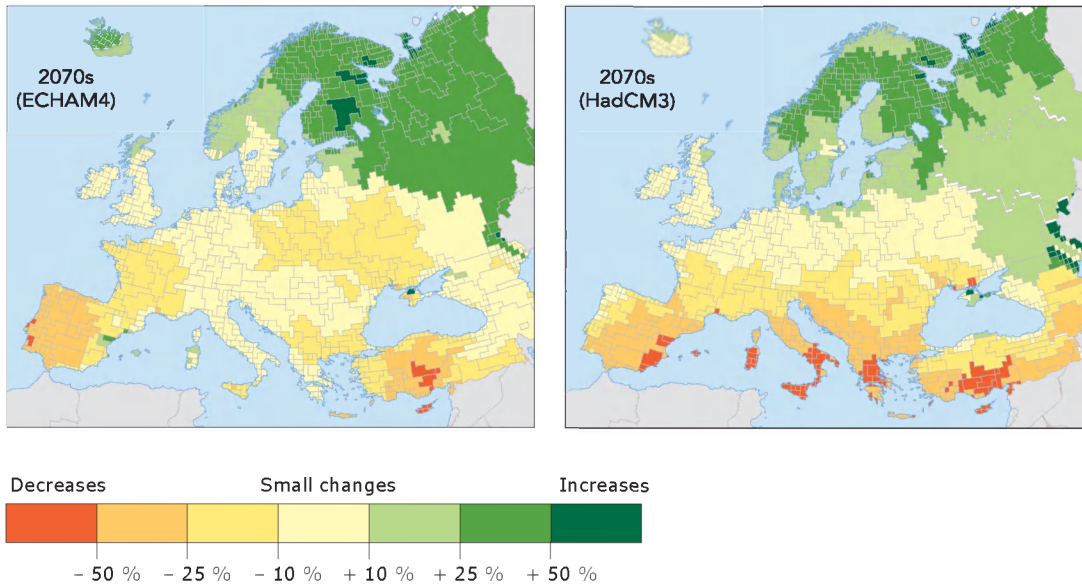 2070s
(ECHAM4)
2070s
(HadCM3)
Decreases Small changes Increases
– 50 % – 25 % – 10 % + 10 % + 25 % + 50 %